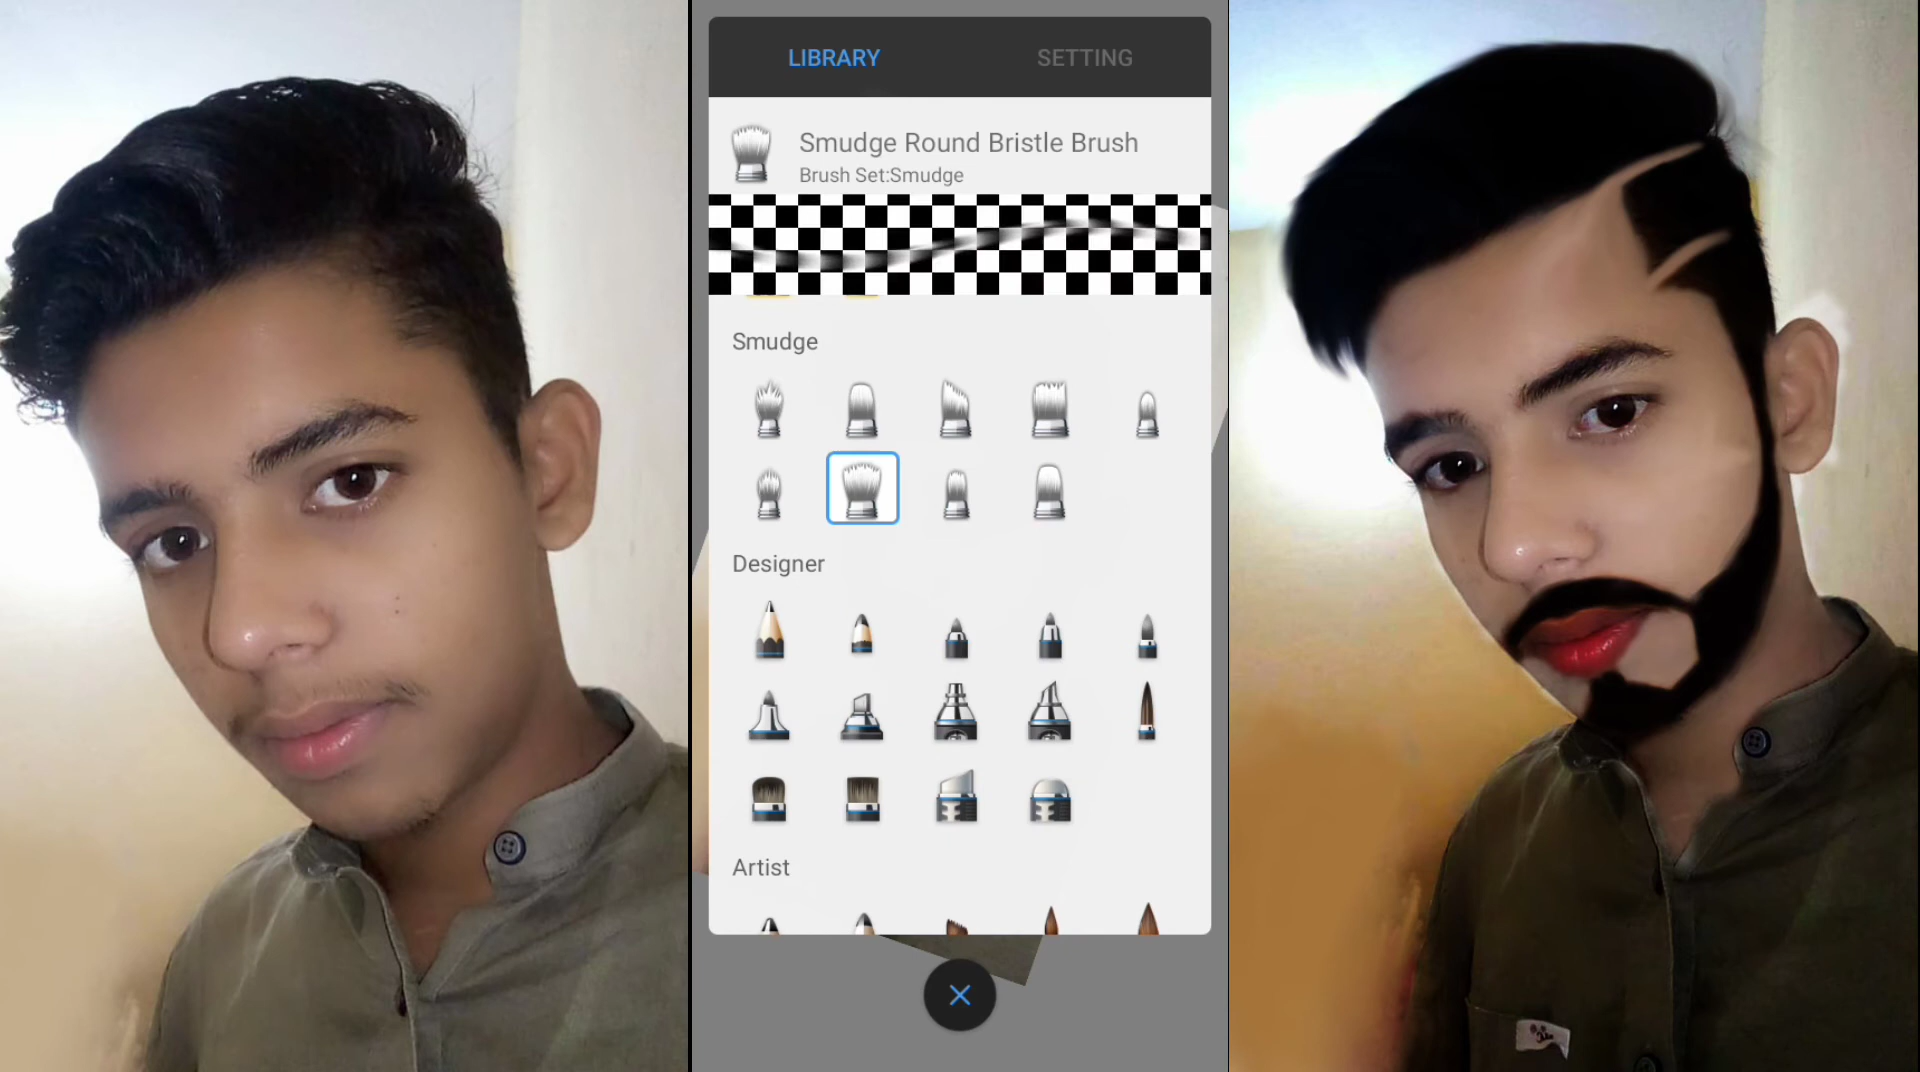 LIBRARY
SETTING
Smudge Round Bristle Brush
Brush Set:Smudge
Smudge
Designer
Artist